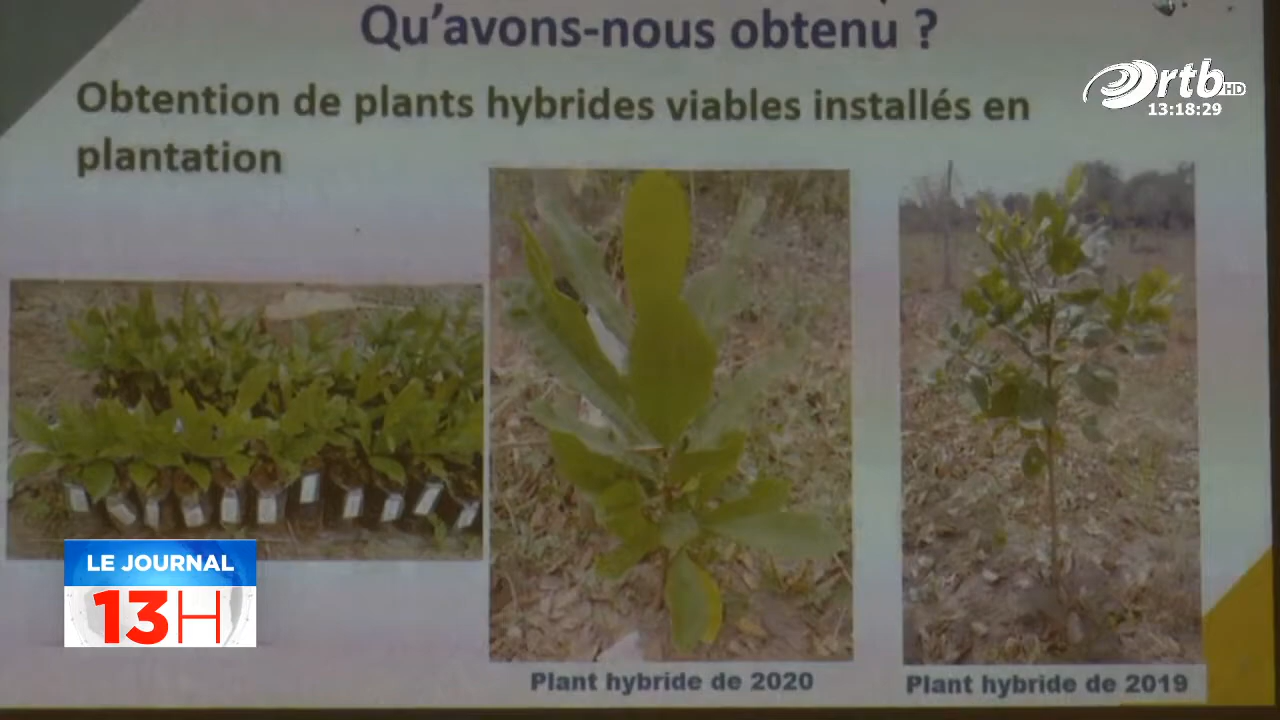 Qu'avons-nous obtenu ?
rtb HD
13:18:29
Obtention de plants hybrides viables installés en
plantation
LE JOURNAL
13H
Plant hybride de 2020
Plant hybride de 2019